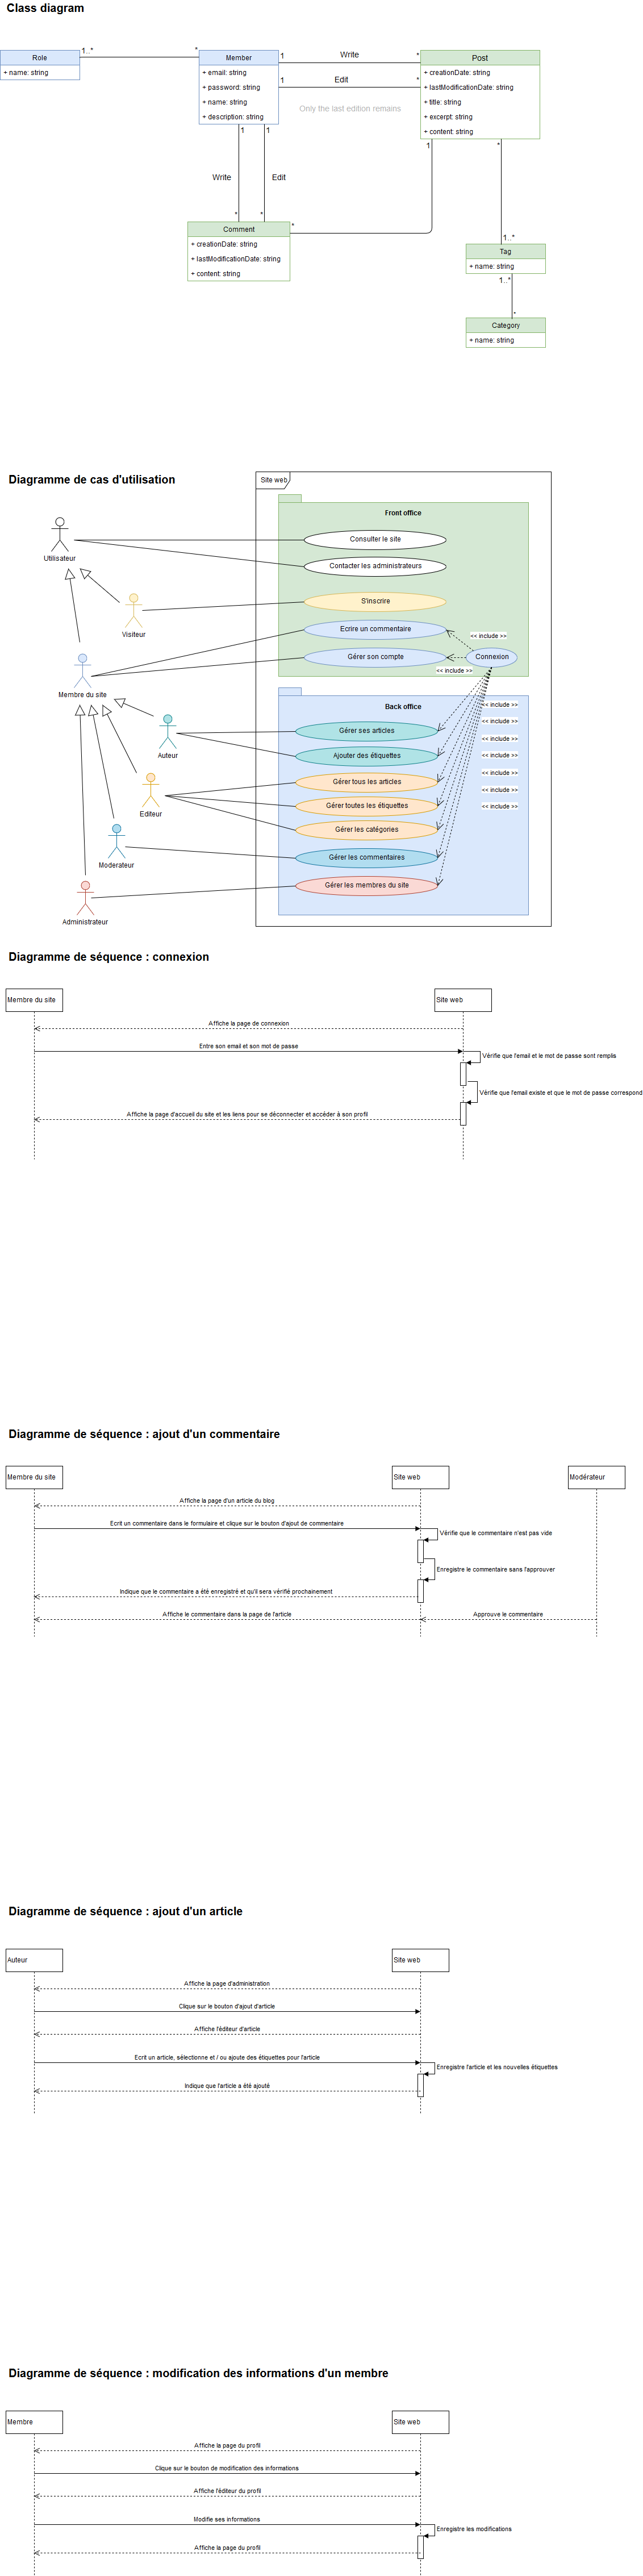 Class diagram
Role
+ name: string
1..*
*
Member
+ email: string
+ password: string
+ name: string
+ description: string
1
Write
*
1
Edit
*
Only the last edition remains
Post
+ creationDate: string
+ lastModificationDate: string
+ title: string
+ excerpt: string
+ content: string
1
1
Write
Edit
*
*
Comment
+ creationDate: string
+ lastModificationDate: string
+ content: string
*
1
*
1..*
Tag
+ name: string
1..*
*
Category
+ name: string
Diagramme de cas d'utilisation
Site web
Front office
Utilisateur
Consulter le site
Contacter les administrateurs
Visiteur
S'inscrire
Ecrire un commentaire
<< include >>
Connexion
Gérer son compte
<< include >>
Membre du site
Back office
<< include >>
<< include >>
<< include >>
<< include >>
<< include >>
<< include >>
<< include >>
Auteur
Gérer ses articles
Ajouter des étiquettes
Editeur
Gérer tous les articles
Gérer toutes les étiquettes
Gérer les catégories
Moderateur
Gérer les commentaires
Administrateur
Gérer les membres du site
Diagramme de séquence : connexion
Membre du site
Site web
Affiche la page de connexion
Entre son email et son mot de passe
Vérifie que l'email et le mot de passe sont remplis
Vérifie que l'email existe et que le mot de passe correspond
Affiche la page d'accueil du site et les liens pour se déconnecter et accéder à son profil
Diagramme de séquence : ajout d'un commentaire
Membre du site
Site web
Modérateur
Affiche la page d'un article du blog
Ecrit un commentaire dans le formulaire et clique sur le bouton d'ajout de commentaire
Vérifie que le commentaire n'est pas vide
Enregistre le commentaire sans l'approuver
Indique que le commentaire a été enregistré et qu'il sera vérifié prochainement
Affiche le commentaire dans la page de l'article
Approuve le commentaire
Diagramme de séquence : ajout d'un article
Auteur
Site web
Affiche la page d'administration
Clique sur le bouton d'ajout d'article
Affiche l'éditeur d'article
Ecrit un article, sélectionne et / ou ajoute des étiquettes pour l'article
Enregistre l'article et les nouvelles étiquettes
Indique que l'article a été ajouté
Diagramme de séquence : modification des informations d'un membre
Membre
Site web
Affiche la page du profil
Clique sur le bouton de modification des informations
Affiche l'éditeur du profil
Modifie ses informations
Enregistre les modifications
Affiche la page du profil